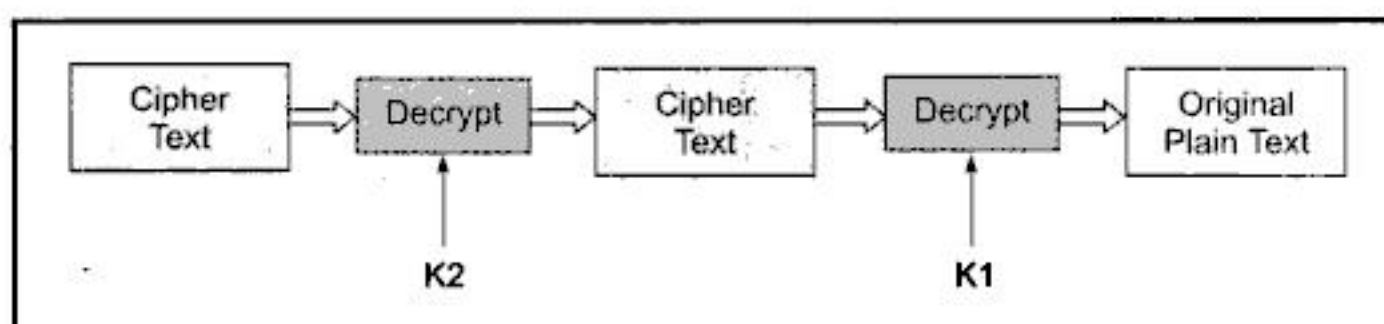 Cipher
Text
Decrypt
Cipher
Text
Decrypt
Original
Plain Text
K2
K1